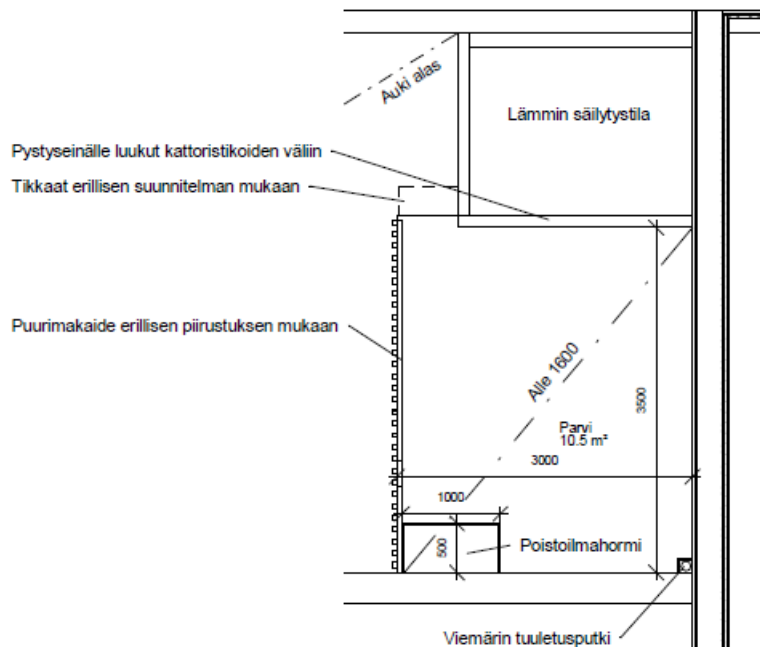 Auki alas
Lämmin säilytystila
Pystyseinälle luukut kattoristikoiden väliin
Tikkaat erillisen suunnitelman mukaan
Puurimakaide erillisen piirustuksen mukaan
Alle 1600
3500
Parvi
10.5 m²
3000
1000
500
Poistoilmahormi
Viemärin tuuletusputki